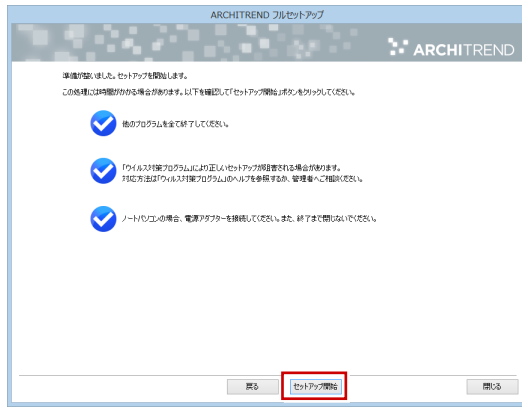 ARCHITREND フルセットアップ
ARCHITREND
準備が整いました。セットアップを開始します。
この処理には時間がかかる場合があります。以下を確認して「セットアップ開始」ボタンをクリックしてください。
他のプログラムを全て終了してください。
「ウイルス対策プログラム」により正しいセットアップが阻害される場合があります。
対応方法は「ウィルス対策プログラム」のヘルプを参照するか、管理者へご相談ください。
ノートパソコンの場合、電源アダプターを接続してください。また、終了まで閉じないでください。
戻る
セットアップ開始
閉じる